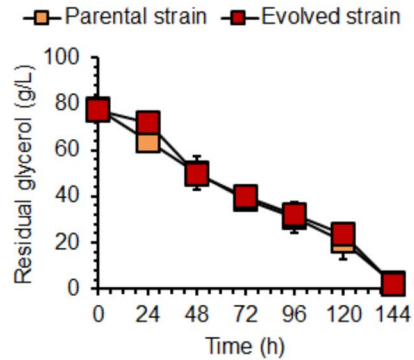 Parental strain Evolved strain
100
80
60
40
20
0
Residual glycerol (g/L)
0 24 48 72 96 120 144
Time (h)